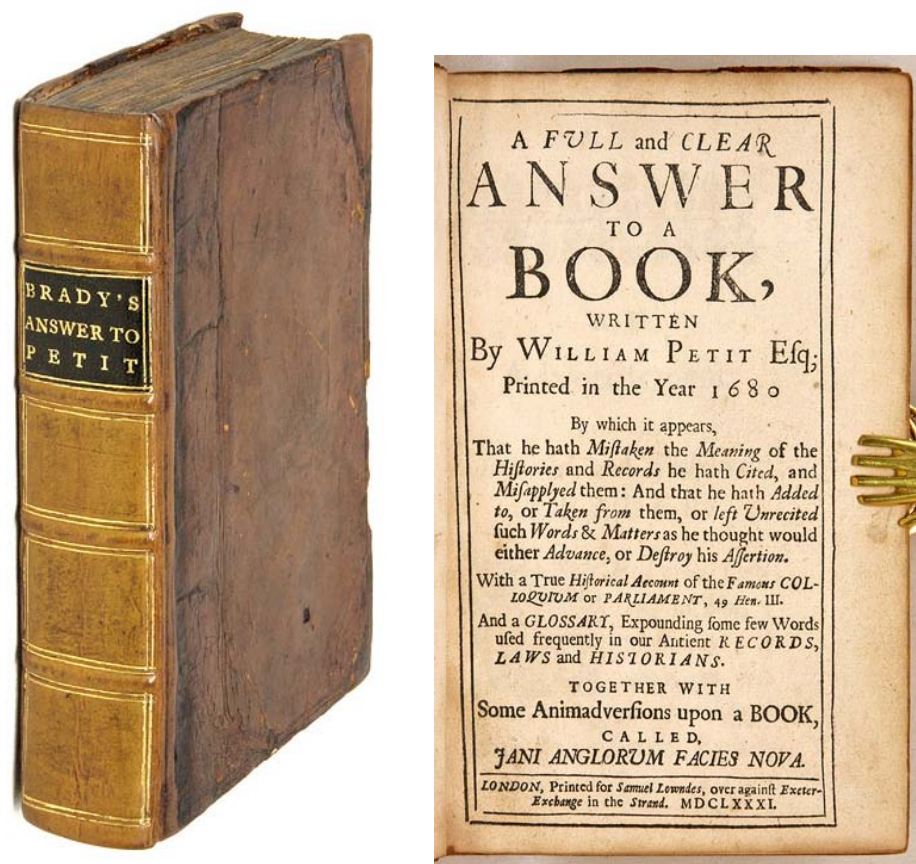 BRADY'S
ANSWER TO
PETIT
A FULL and CLEAR
ANSWER
TO A
BOOK,
WRITTEN
By WILLIAM PETIT Eſq;
Printed in the Year 1680
By which it appears,
That he hath Miſtaken the Meaning of the
Hiſtories and Records he hath Cited, and
Miſapplyed them: And that he hath Added
to, or Taken from them, or left Unrecited
ſuch Words & Matters as he thought would
either Advance, or Deſtroy his Aſſertion.
With a True Hiſtorical Account of the Famous COL-
LOQUIUM or PARLIAMENT, 49 Hen. III.
And a GLOSSARY, Expounding ſome few Words
uſed frequently in our Antient RECORDS,
LAWS and HISTORIANS.
TOGETHER WITH
Some Animadverſions upon a BOOK,
CALLED,
JANI ANGLORUM FACIES NOVA.
LONDON, Printed for Samuel Lowndes, over againſt Exeter-
Exchange in the Strand. MDCLXXXI.